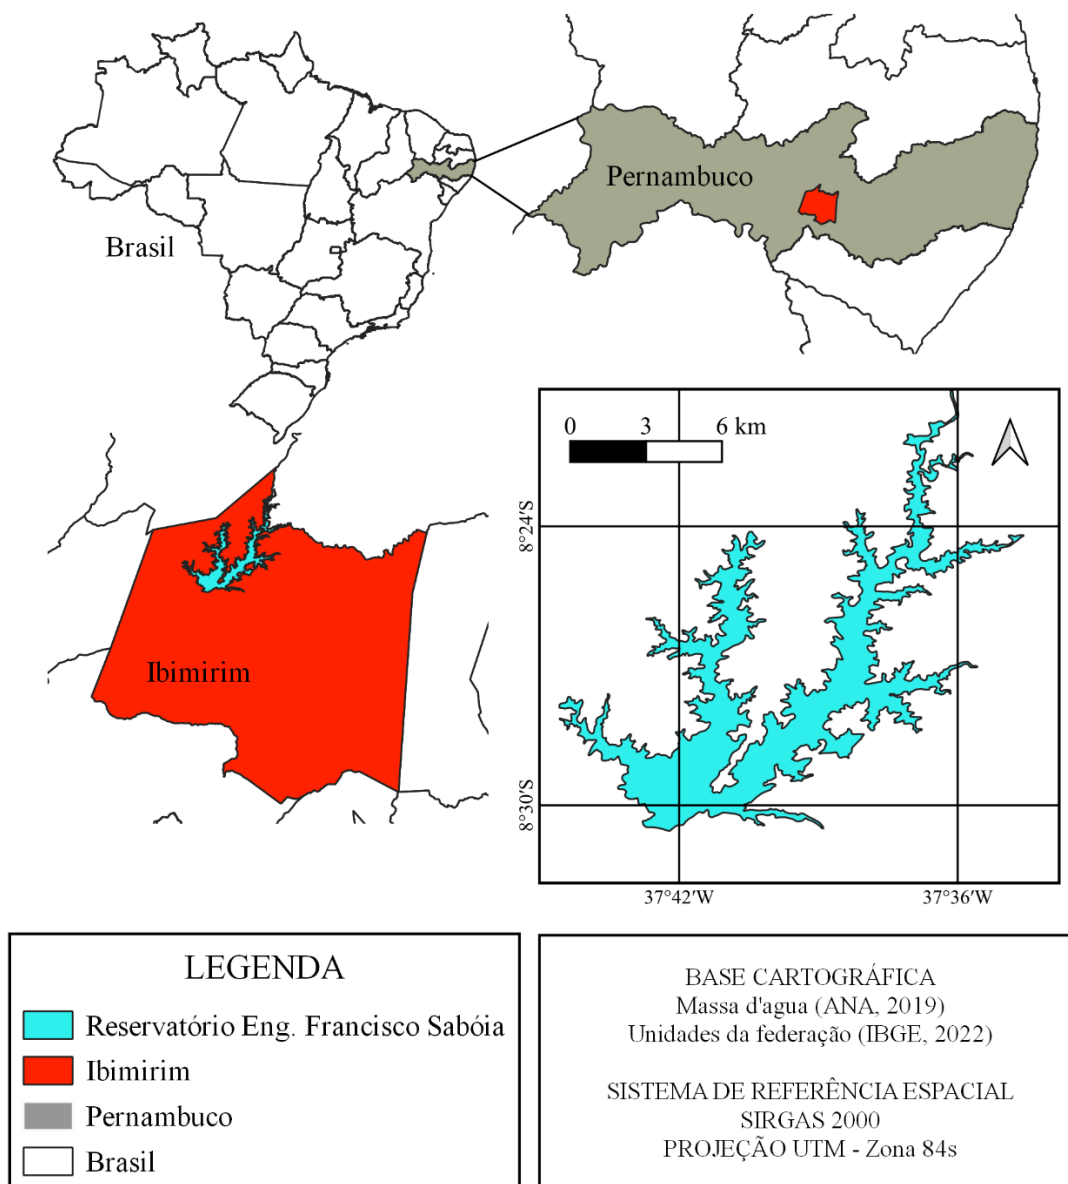 Brasil
Pernambuco
Ibimirim
0 3 6 km
8°24'S
8°30'S
37°42'W
37°36'W
LEGENDA
Reservatório Eng. Francisco Sabóia
Ibimirim
Pernambuco
Brasil
BASE CARTOGRÁFICA
Massa d'agua (ANA, 2019)
Unidades da federação (IBGE, 2022)
SISTEMA DE REFERÊNCIA ESPACIAL
SIRGAS 2000
PROJEÇÃO UTM - Zona 84s